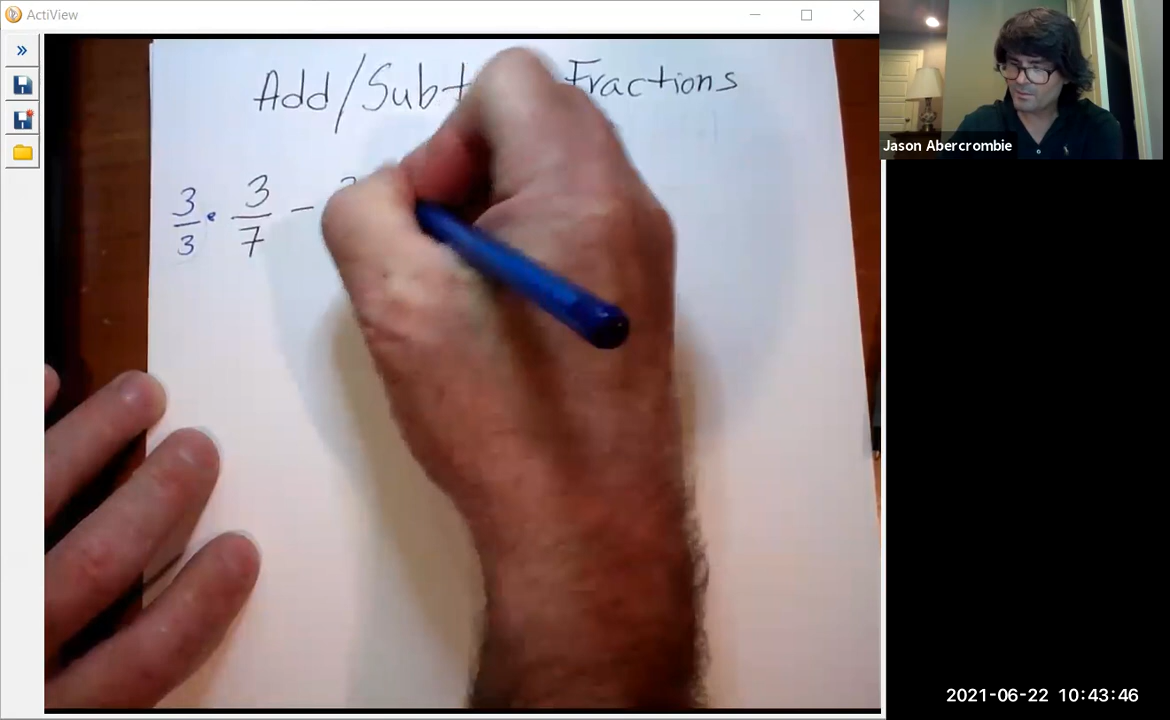 ActiView
Add/Subt Fractions
3/3 · 3/7 −
Jason Abercrombie
2021-06-22 10:43:46